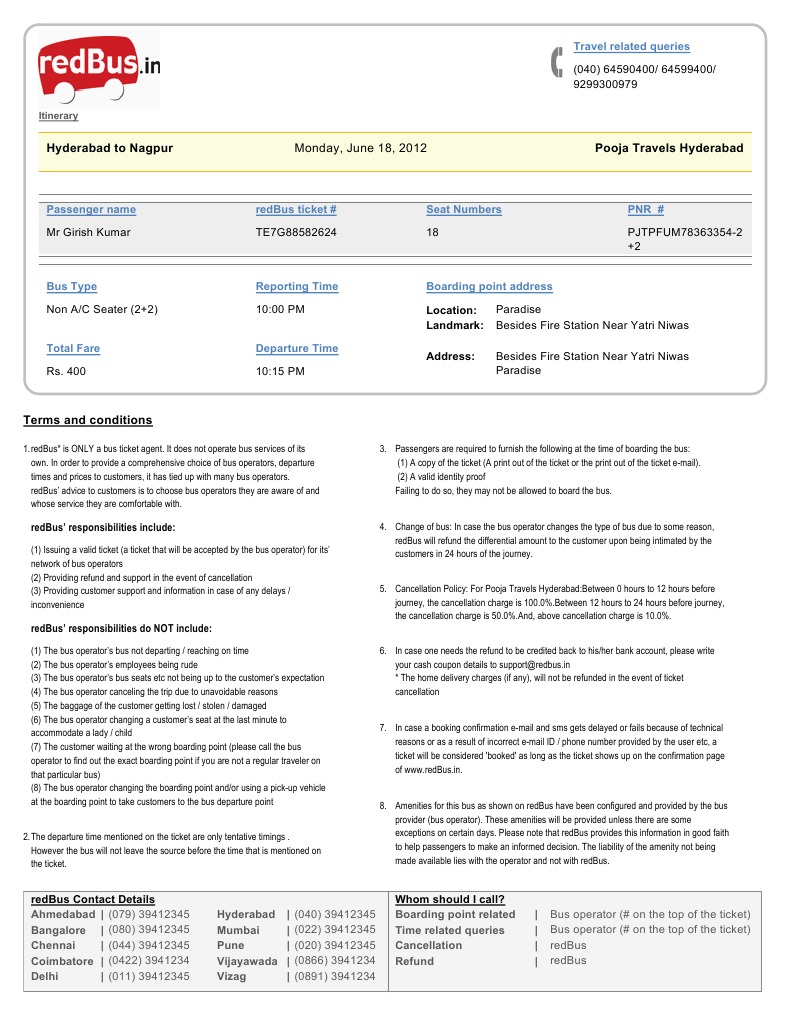 redBus.in
Travel related queries
(040) 64590400/ 64599400/
9299300979
Itinerary
Hyderabad to Nagpur Monday, June 18, 2012 Pooja Travels Hyderabad
Passenger name redBus ticket # Seat Numbers PNR #
Mr Girish Kumar TE7G88582624 18 PJTPFUM78363354-2
+2
Bus Type Reporting Time Boarding point address
Non A/C Seater (2+2) 10:00 PM Location: Paradise
Landmark: Besides Fire Station Near Yatri Niwas
Total Fare Departure Time Address: Besides Fire Station Near Yatri Niwas
Rs. 400 10:15 PM Paradise
Terms and conditions
1.redBus* is ONLY a bus ticket agent. It does not operate bus services of its
own. In order to provide a comprehensive choice of bus operators, departure
times and prices to customers, it has tied up with many bus operators.
redBus' advice to customers is to choose bus operators they are aware of and
whose service they are comfortable with.
redBus' responsibilities include:
(1) Issuing a valid ticket (a ticket that will be accepted by the bus operator) for its'
network of bus operators
(2) Providing refund and support in the event of cancellation
(3) Providing customer support and information in case of any delays /
inconvenience
redBus' responsibilities do NOT include:
(1) The bus operator's bus not departing / reaching on time
(2) The bus operator's employees being rude
(3) The bus operator's bus seats etc not being up to the customer's expectation
(4) The bus operator canceling the trip due to unavoidable reasons
(5) The baggage of the customer getting lost / stolen / damaged
(6) The bus operator changing a customer's seat at the last minute to
accommodate a lady / child
(7) The customer waiting at the wrong boarding point (please call the bus
operator to find out the exact boarding point if you are not a regular traveler on
that particular bus)
(8) The bus operator changing the boarding point and/or using a pick-up vehicle
at the boarding point to take customers to the bus departure point
2.The departure time mentioned on the ticket are only tentative timings .
However the bus will not leave the source before the time that is mentioned on
the ticket.
3. Passengers are required to furnish the following at the time of boarding the bus:
(1) A copy of the ticket (A print out of the ticket or the print out of the ticket e-mail).
(2) A valid identity proof
Failing to do so, they may not be allowed to board the bus.
4. Change of bus: In case the bus operator changes the type of bus due to some reason,
redBus will refund the differential amount to the customer upon being intimated by the
customers in 24 hours of the journey.
5. Cancellation Policy: For Pooja Travels Hyderabad:Between 0 hours to 12 hours before
journey, the cancellation charge is 100.0%.Between 12 hours to 24 hours before journey,
the cancellation charge is 50.0%.And, above cancellation charge is 10.0%.
6. In case one needs the refund to be credited back to his/her bank account, please write
your cash coupon details to support@redbus.in
* The home delivery charges (if any), will not be refunded in the event of ticket
cancellation
7. In case a booking confirmation e-mail and sms gets delayed or fails because of technical
reasons or as a result of incorrect e-mail ID / phone number provided by the user etc, a
ticket will be considered 'booked' as long as the ticket shows up on the confirmation page
of www.redBus.in.
8. Amenities for this bus as shown on redBus have been configured and provided by the bus
provider (bus operator). These amenities will be provided unless there are some
exceptions on certain days. Please note that redBus provides this information in good faith
to help passengers to make an informed decision. The liability of the amenity not being
made available lies with the operator and not with redBus.
redBus Contact Details
Ahmedabad | (079) 39412345 Hyderabad | (040) 39412345
Bangalore | (080) 39412345 Mumbai | (022) 39412345
Chennai | (044) 39412345 Pune | (020) 39412345
Coimbatore | (0422) 3941234 Vijayawada | (0866) 3941234
Delhi | (011) 39412345 Vizag | (0891) 3941234
Whom should I call?
Boarding point related | Bus operator (# on the top of the ticket)
Time related queries | Bus operator (# on the top of the ticket)
Cancellation | redBus
Refund | redBus